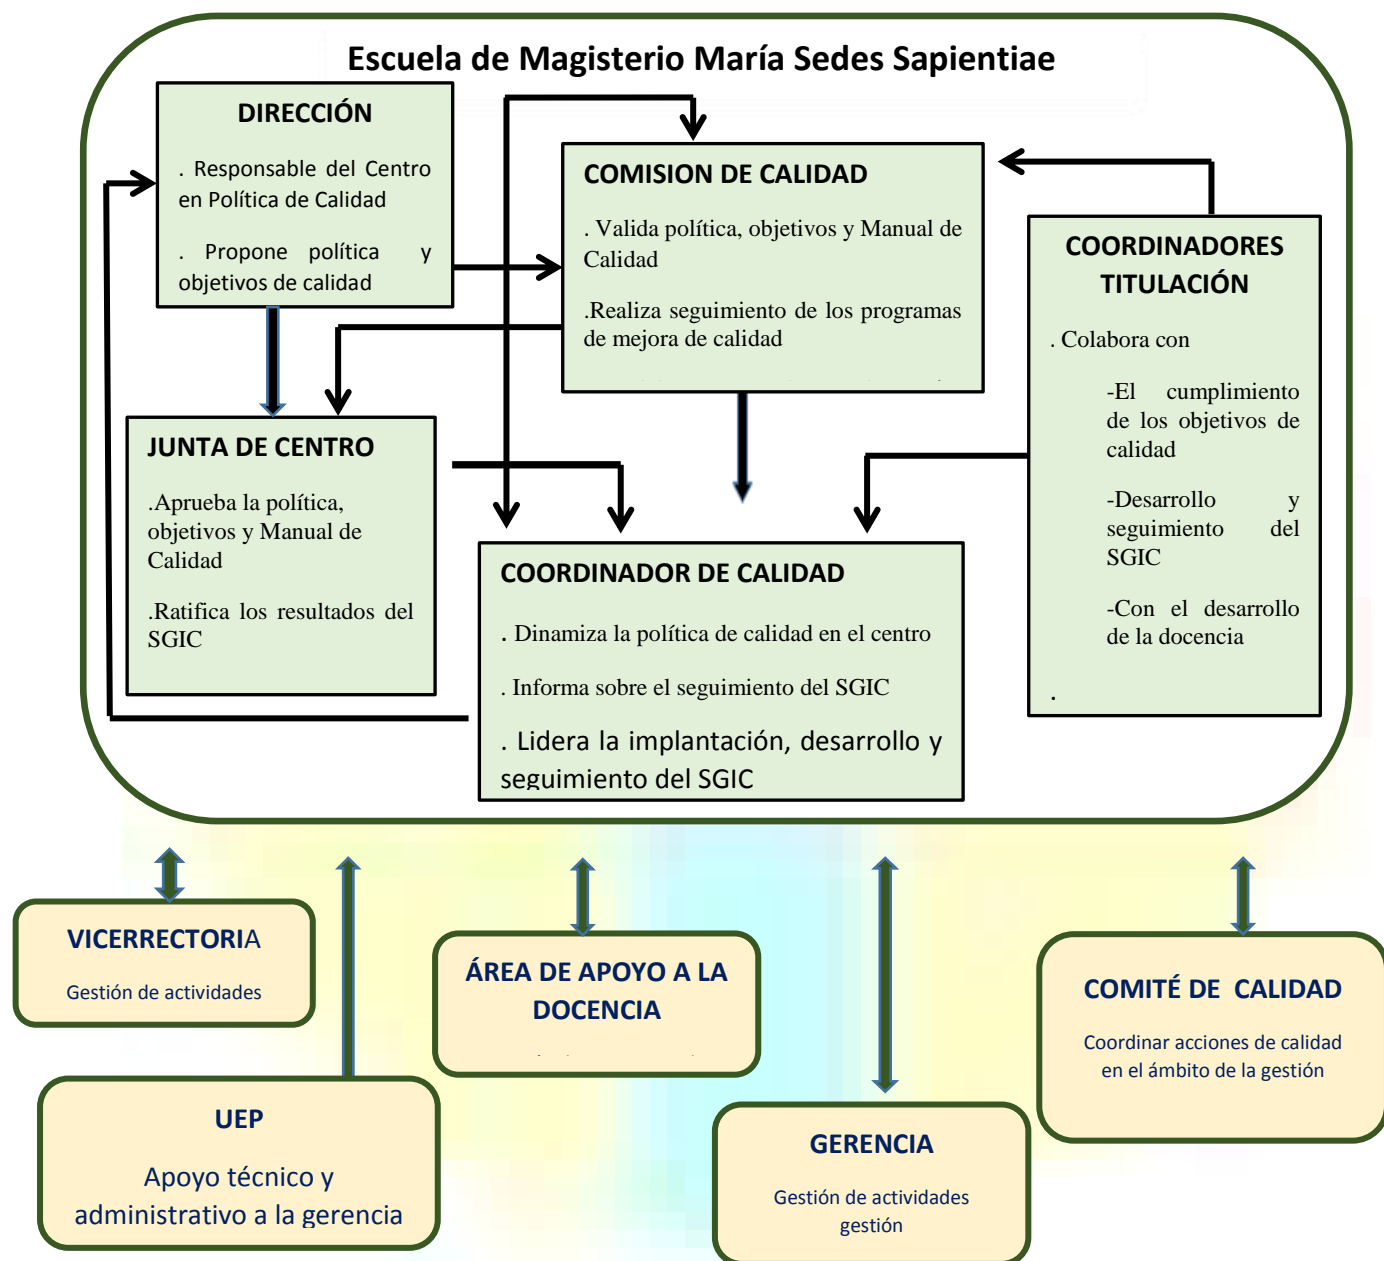 Escuela de Magisterio María Sedes Sapientiae
DIRECCIÓN
. Responsable del Centro
en Política de Calidad
. Propone política y
objetivos de calidad
COMISION DE CALIDAD
. Valida política, objetivos y Manual de
Calidad
.Realiza seguimiento de los programas
de mejora de calidad
COORDINADORES
TITULACIÓN
. Colabora con
-El cumplimiento
de los objetivos de
calidad
-Desarrollo y
seguimiento del
SGIC
-Con el desarrollo
de la docencia
.
JUNTA DE CENTRO
.Aprueba la política,
objetivos y Manual de
Calidad
.Ratifica los resultados del
SGIC
COORDINADOR DE CALIDAD
. Dinamiza la política de calidad en el centro
. Informa sobre el seguimiento del SGIC
. Lidera la implantación, desarrollo y
seguimiento del SGIC
VICERRECTORIA
Gestión de actividades
UEP
Apoyo técnico y
administrativo a la gerencia
ÁREA DE APOYO A LA
DOCENCIA
GERENCIA
Gestión de actividades
gestión
COMITÉ DE CALIDAD
Coordinar acciones de calidad
en el ámbito de la gestión